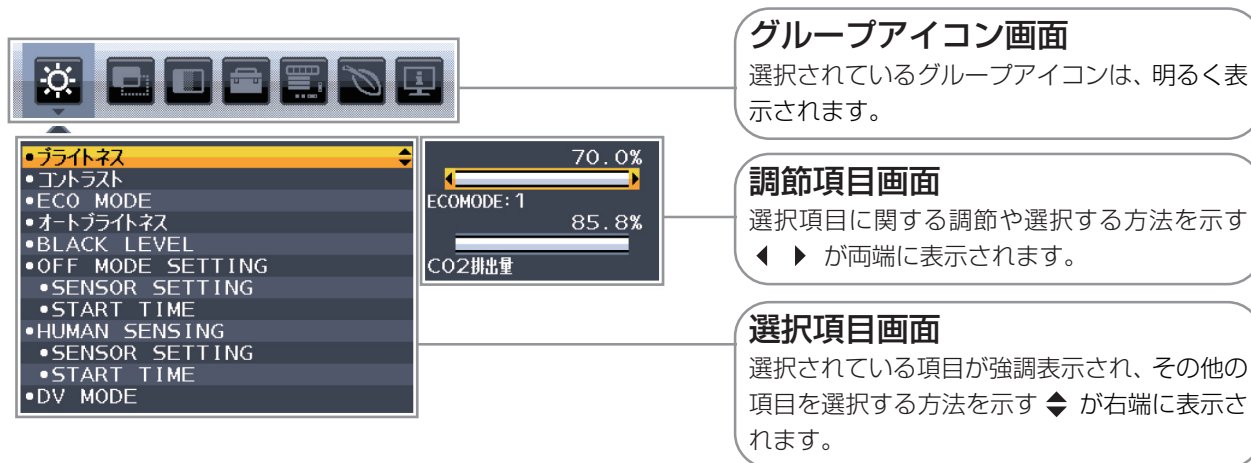 グループアイコン画面
選択されているグループアイコンは、明るく表
示されます。
•ブライトネス
•コントラスト
•ECO MODE
•オートブライトネス
•BLACK LEVEL
•OFF MODE SETTING
•SENSOR SETTING
•START TIME
•HUMAN SENSING
•SENSOR SETTING
•START TIME
•DV MODE
70.0%
ECOMODE:1
85.8%
CO2排出量
調節項目画面
選択項目に関する調節や選択する方法を示す
◀ ▶ が両端に表示されます。
選択項目画面
選択されている項目が強調表示され、その他の
項目を選択する方法を示す ◆ が右端に表示さ
れます。